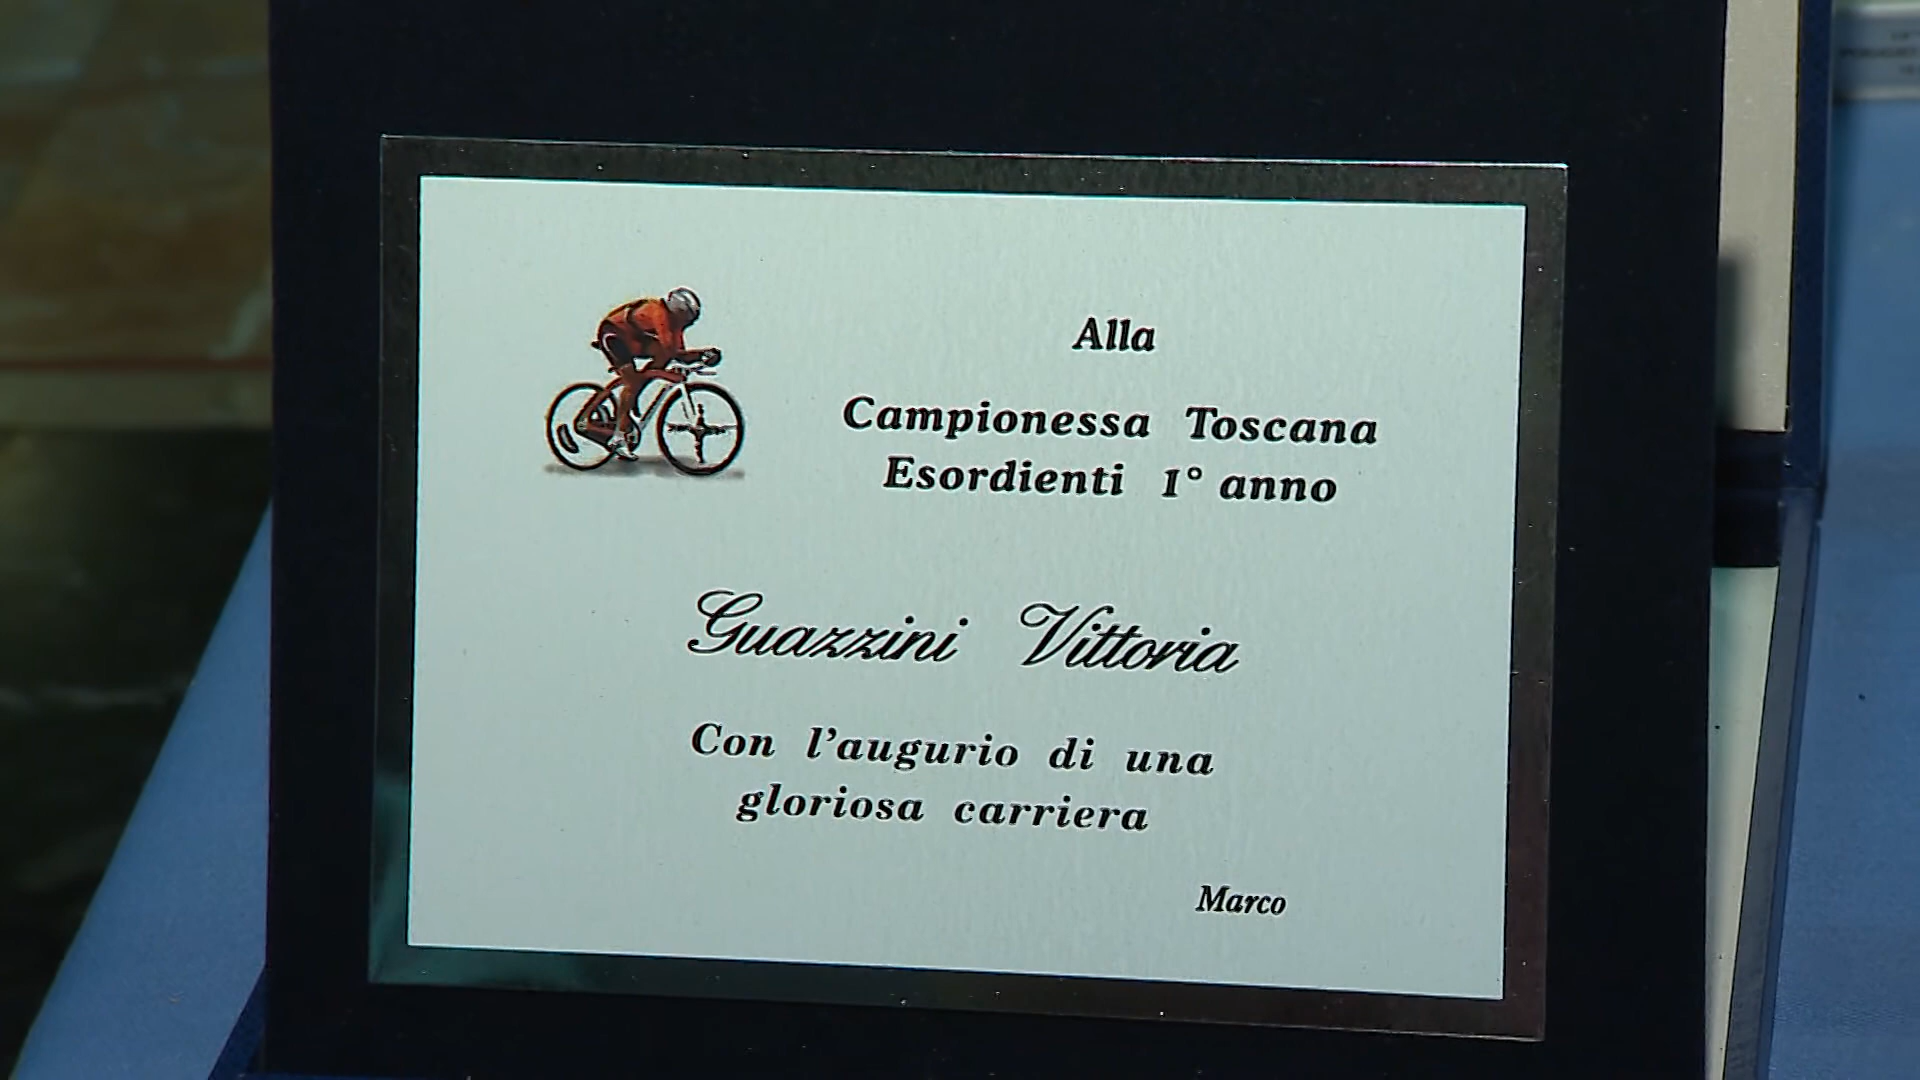 Alla
Campionessa Toscana
Esordienti 1° anno
Guazzini Vittoria
Con l'augurio di una
gloriosa carriera
Marco